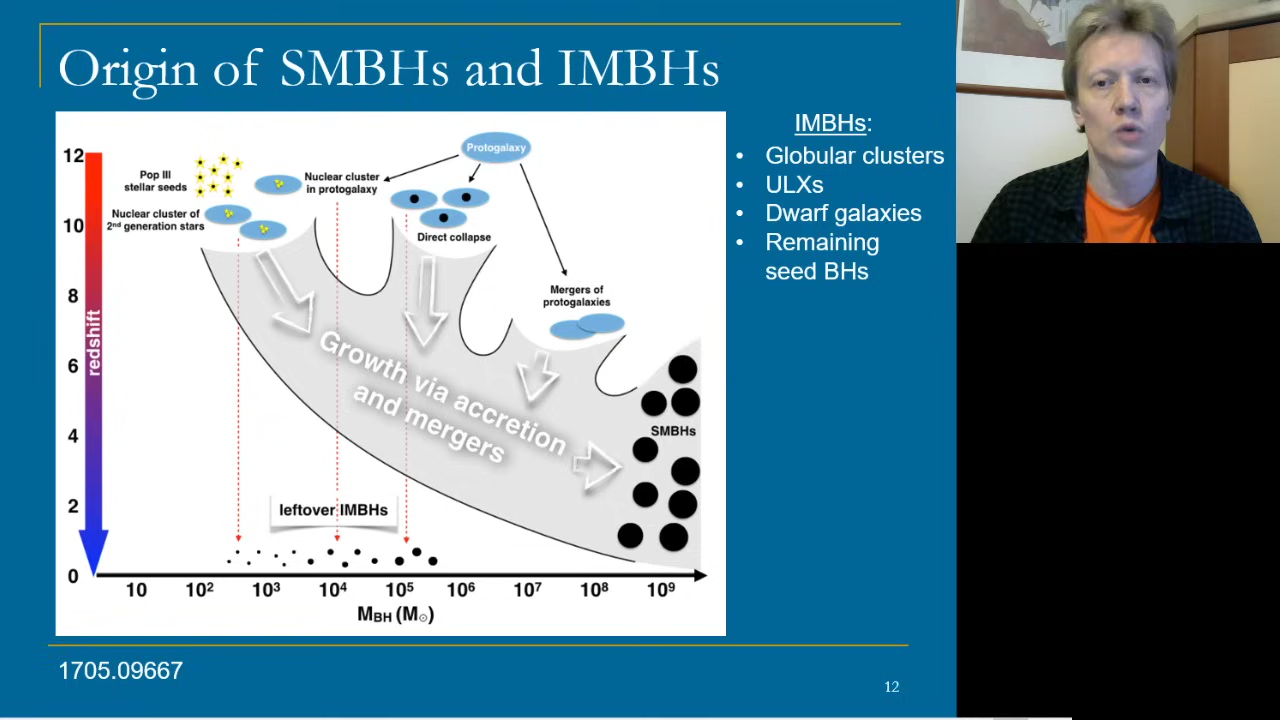 Origin of SMBHs and IMBHs
12
10
8
6
4
2
0
redshift
Pop III
stellar seeds
Nuclear cluster of
2nd generation stars
Nuclear cluster
in protogalaxy
Protogalaxy
Direct collapse
Mergers of
protogalaxies
Growth via accretion
and mergers
SMBHs
leftover IMBHs
10 10² 10³ 10⁴ 10⁵ 10⁶ 10⁷ 10⁸ 10⁹
MBH (M☉)
IMBHs:
• Globular clusters
• ULXs
• Dwarf galaxies
• Remaining
seed BHs
1705.09667
12